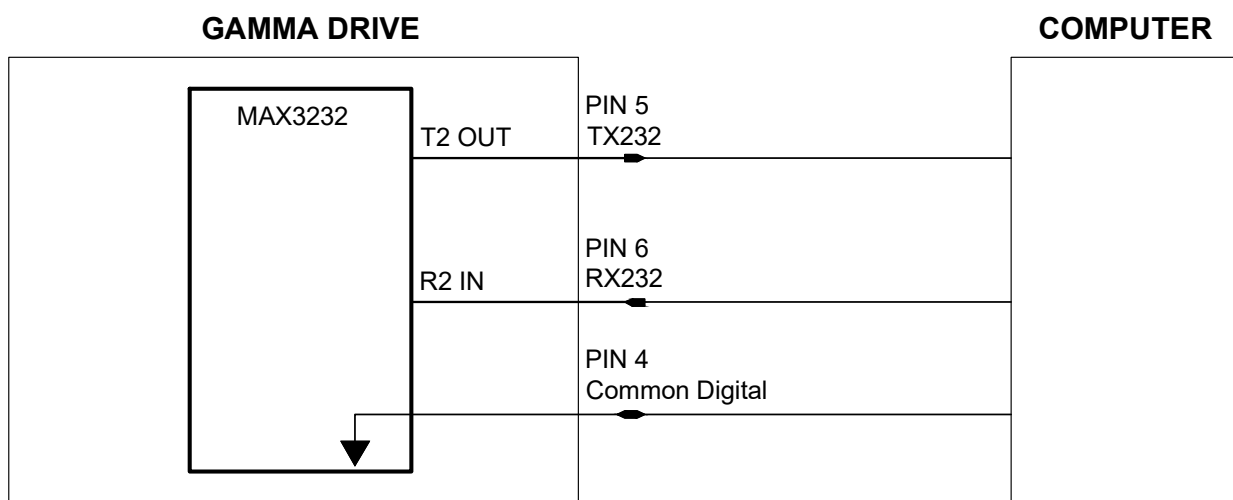 GAMMA DRIVE
COMPUTER
MAX3232
T2 OUT
PIN 5
TX232
R2 IN
PIN 6
RX232
PIN 4
Common Digital